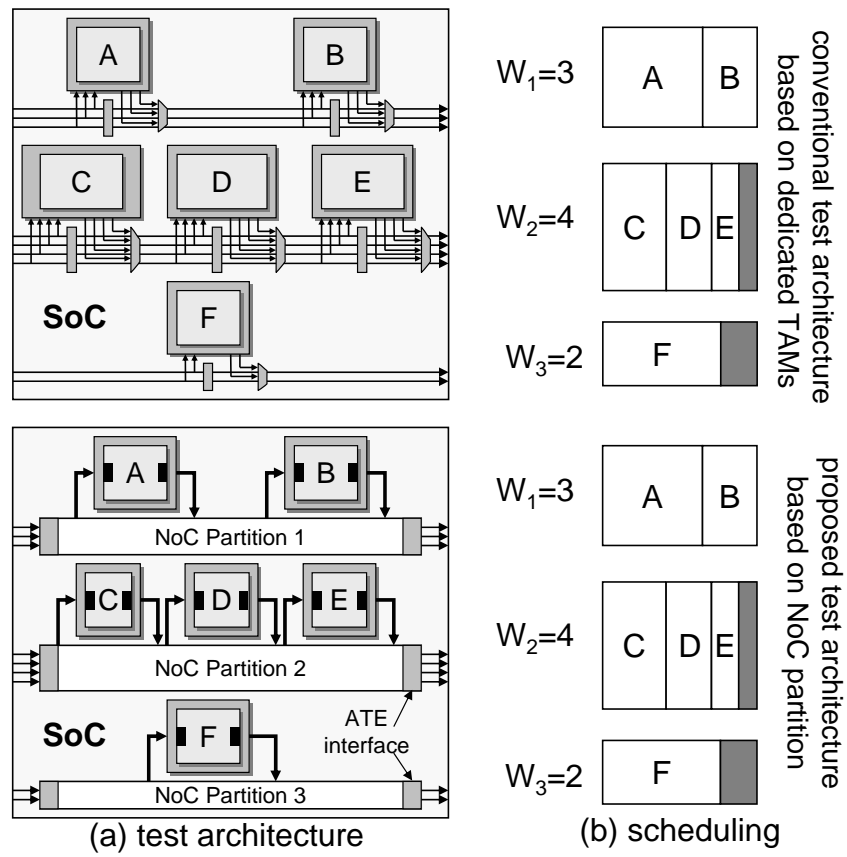 A
B
C
D
E
SoC
F
W1=3
A
B
W2=4
C
D
E
W3=2
F
conventional test architecture
based on dedicated TAMs
A
B
NoC Partition 1
C
D
E
NoC Partition 2
SoC
F
ATE
interface
NoC Partition 3
W1=3
A
B
W2=4
C
D
E
W3=2
F
proposed test architecture
based on NoC partition
(a) test architecture
(b) scheduling